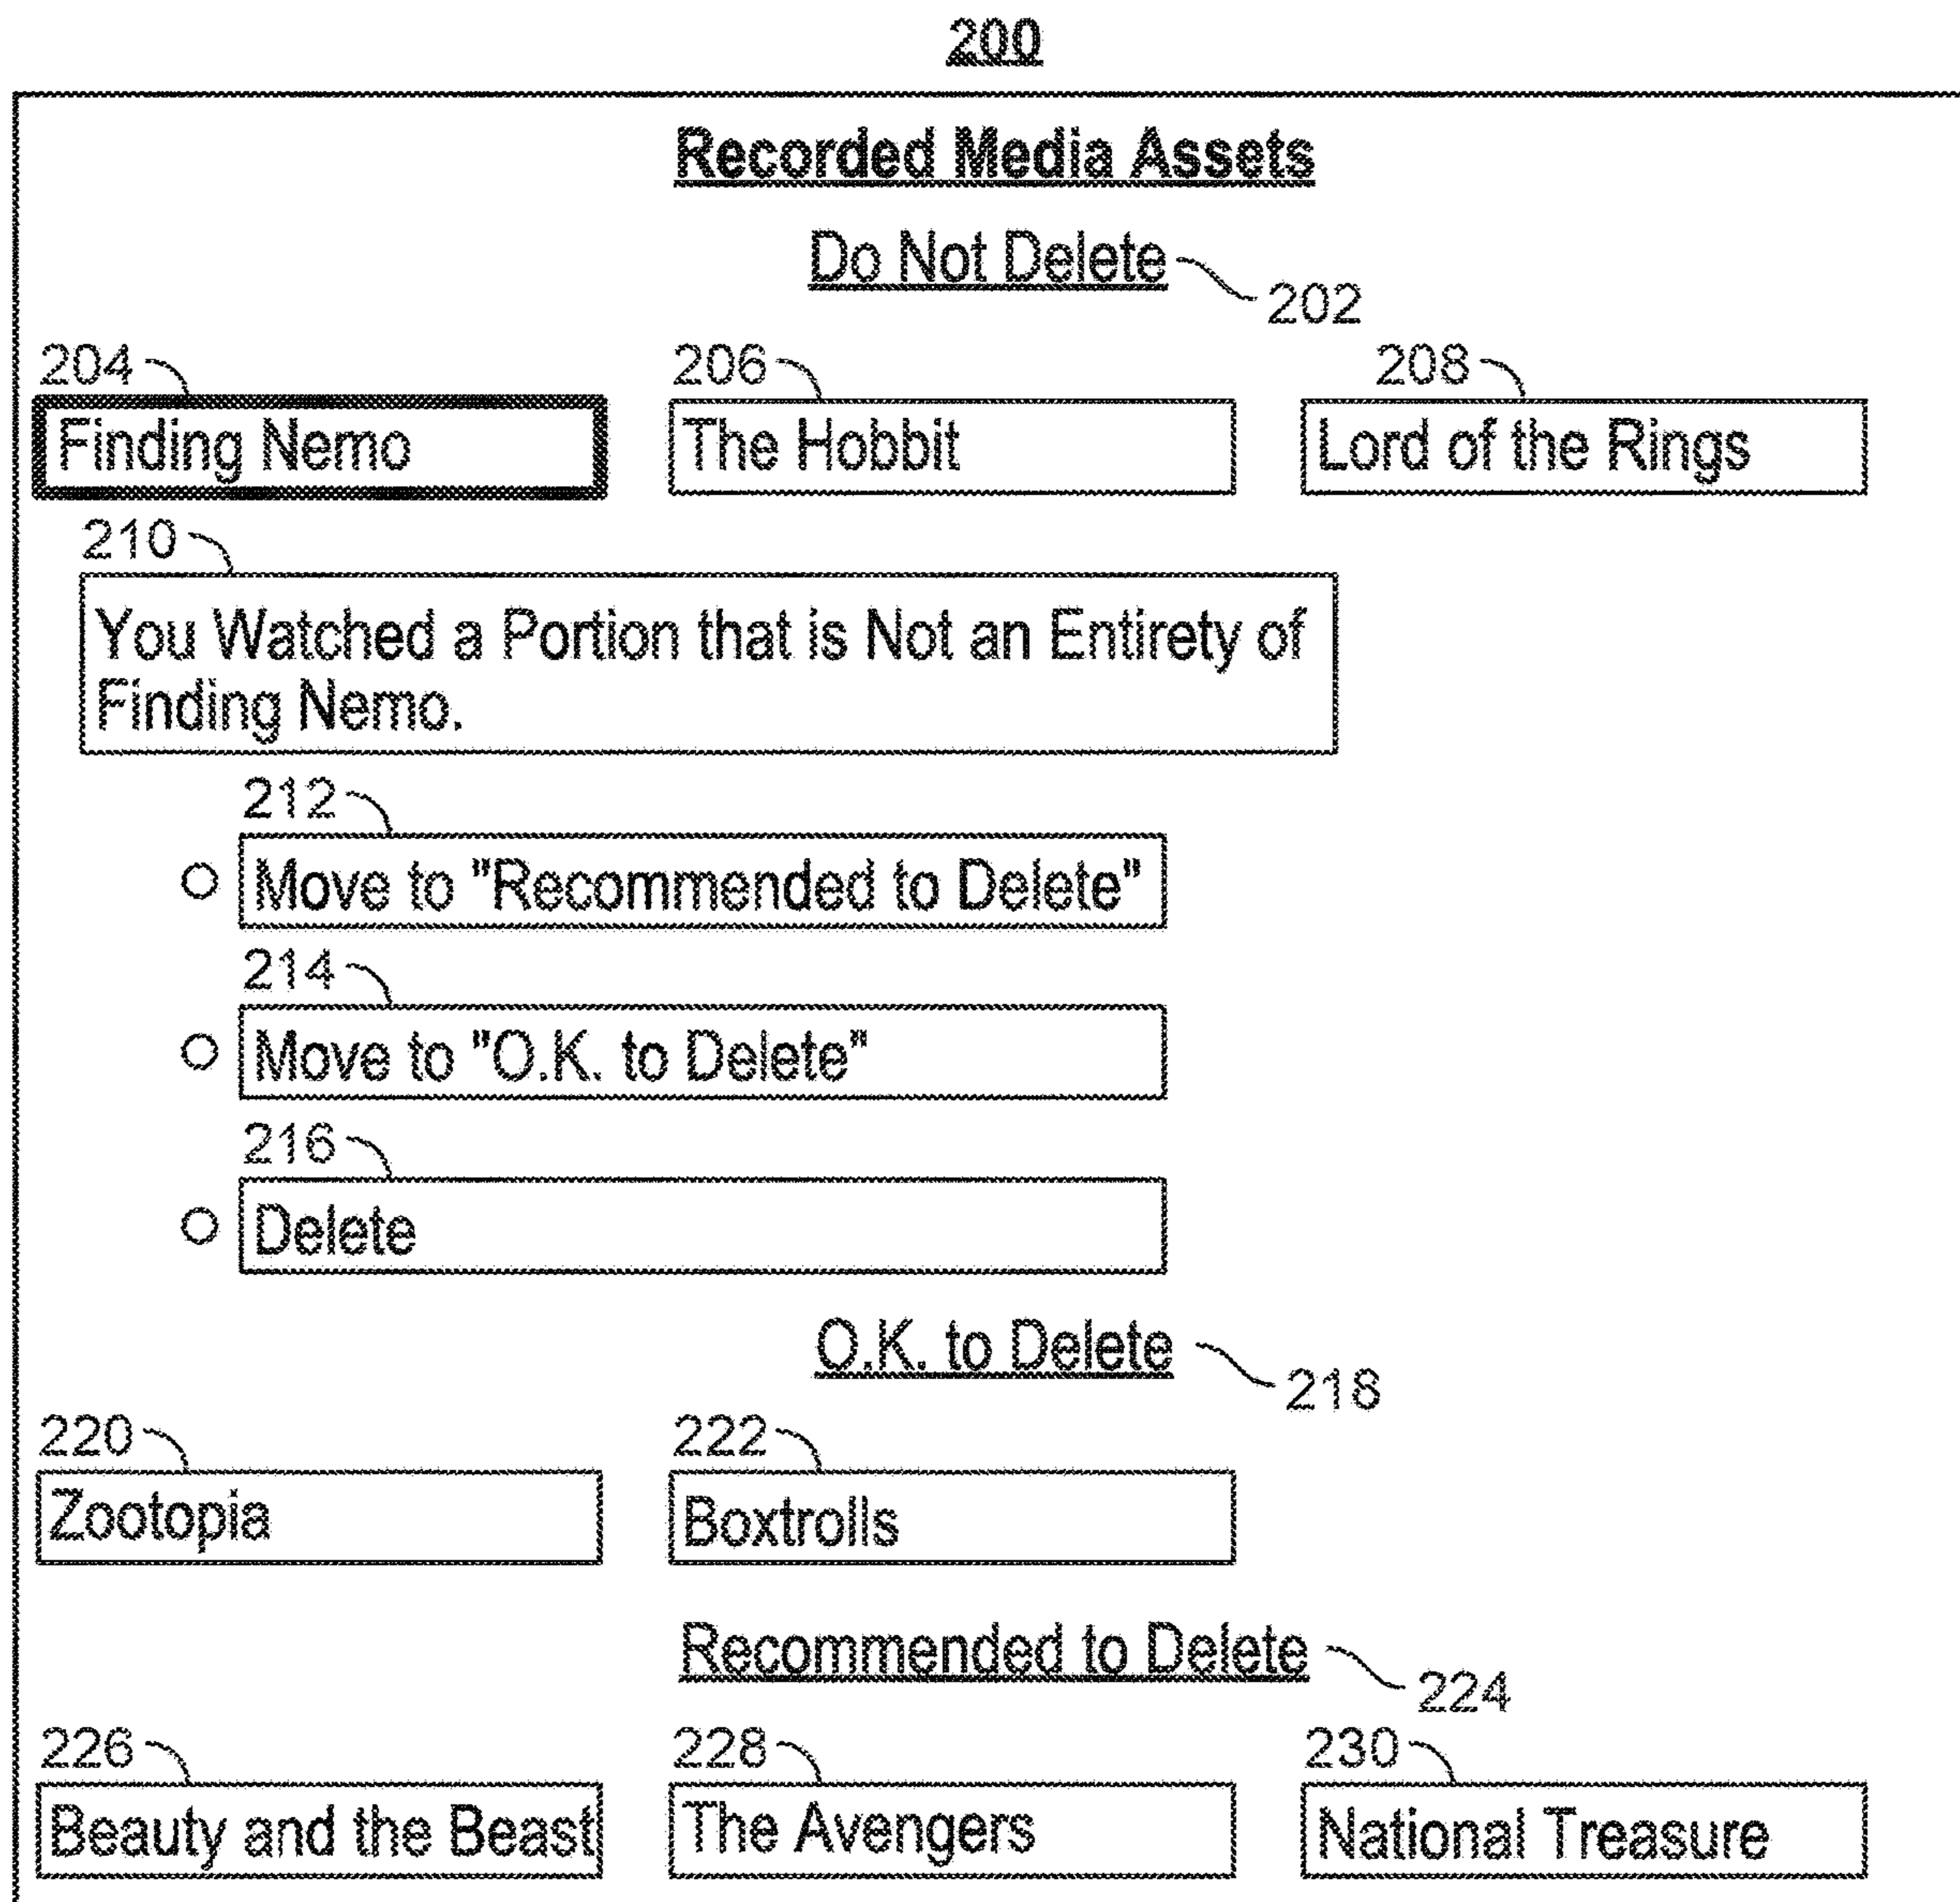 200
Recorded Media Assets
Do Not Delete
202
204 206 208
Finding Nemo The Hobbit Lord of the Rings
210
You Watched a Portion that is Not an Entirety of
Finding Nemo.
212
Move to "Recommended to Delete"
214
Move to "O.K. to Delete"
216
Delete
O.K. to Delete
218
220 222
Zootopia Boxtrolls
Recommended to Delete
224
226 228 230
Beauty and the Beast The Avengers National Treasure